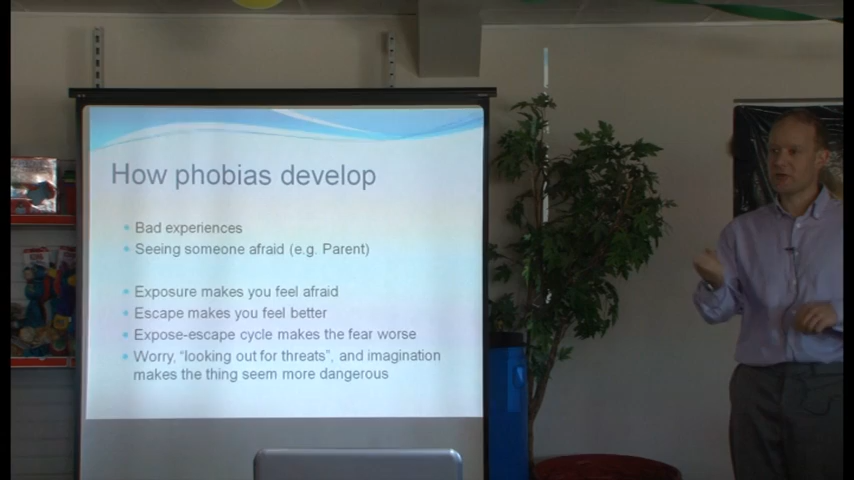 How phobias develop
Bad experiences
Seeing someone afraid (e.g. Parent)
Exposure makes you feel afraid
Escape makes you feel better
Expose-escape cycle makes the fear worse
Worry, “looking out for threats”, and imagination
makes the thing seem more dangerous